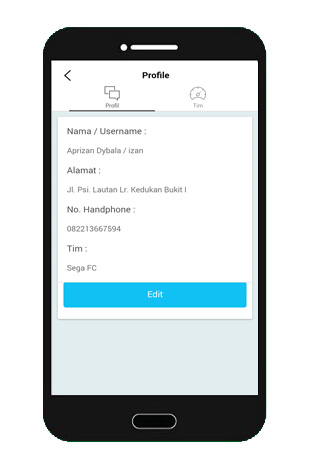 Profile
Profil
Tim
Nama / Username :
Aprizan Dybala / izan
Alamat :
Jl. Psi. Lautan Lr. Kedukan Bukit I
No. Handphone :
082213667594
Tim :
Sega FC
Edit